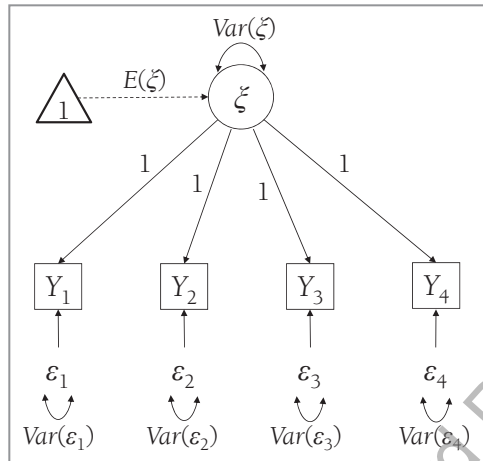 Var(ξ)
E(ξ)
1
ξ
1 1 1 1
Y₁ Y₂ Y₃ Y₄
ε₁ ε₂ ε₃ ε₄
Var(ε₁) Var(ε₂) Var(ε₃) Var(ε₄)